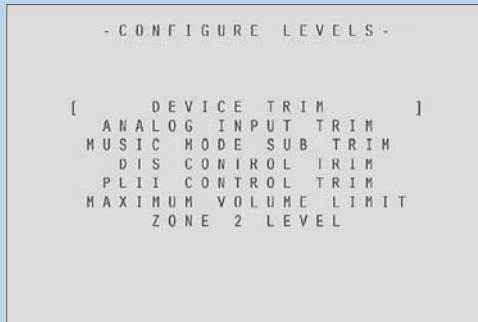 -CONFIGURE LEVELS-
[ DEVICE TRIM ]
ANALOG INPUT TRIM
MUSIC MODE SUB TRIM
DTS CONTROL TRIM
PLII CONTROL TRIM
MAXIMUM VOLUME LIMIT
ZONE 2 LEVEL